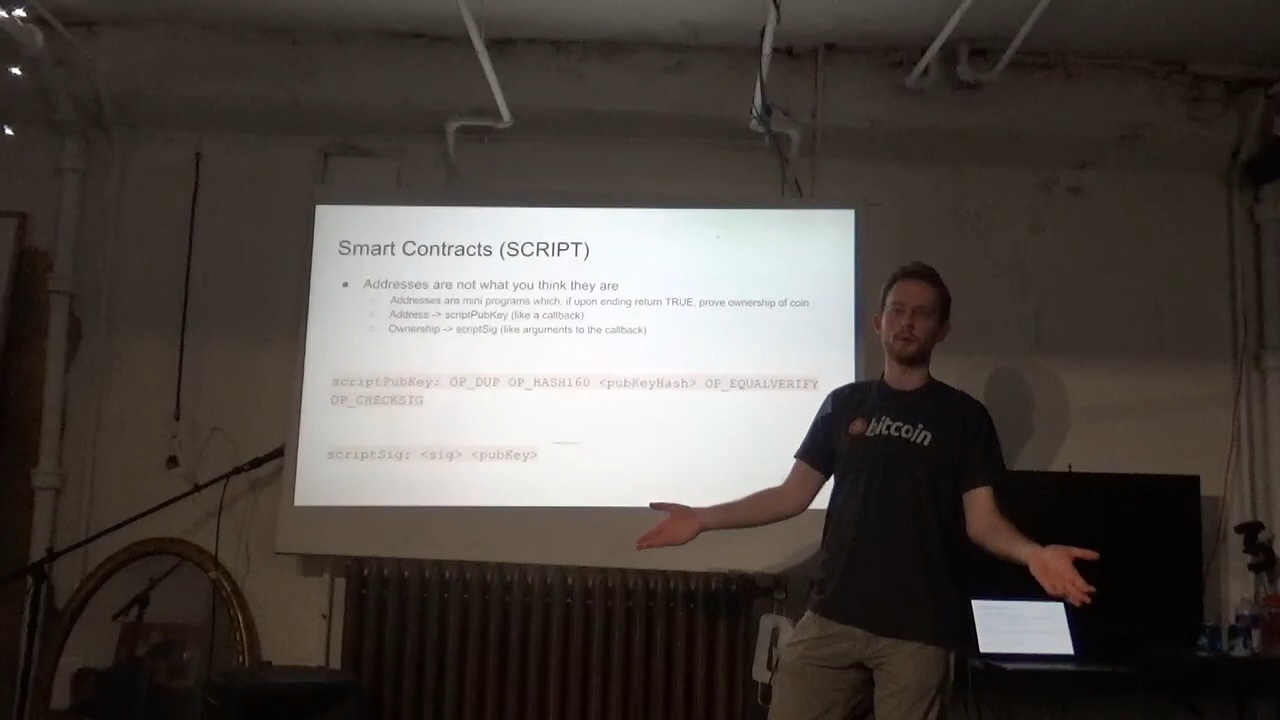 Smart Contracts (SCRIPT)
● Addresses are not what you think they are
○ Addresses are mini programs which, if upon ending return TRUE, prove ownership of coin
○ Address -> scriptPubKey (like a callback)
○ Ownership -> scriptSig (like arguments to the callback)
scriptPubKey: OP_DUP OP_HASH160 <pubKeyHash> OP_EQUALVERIFY
OP_CHECKSIG
scriptSig: <sig> <pubKey>
bitcoin